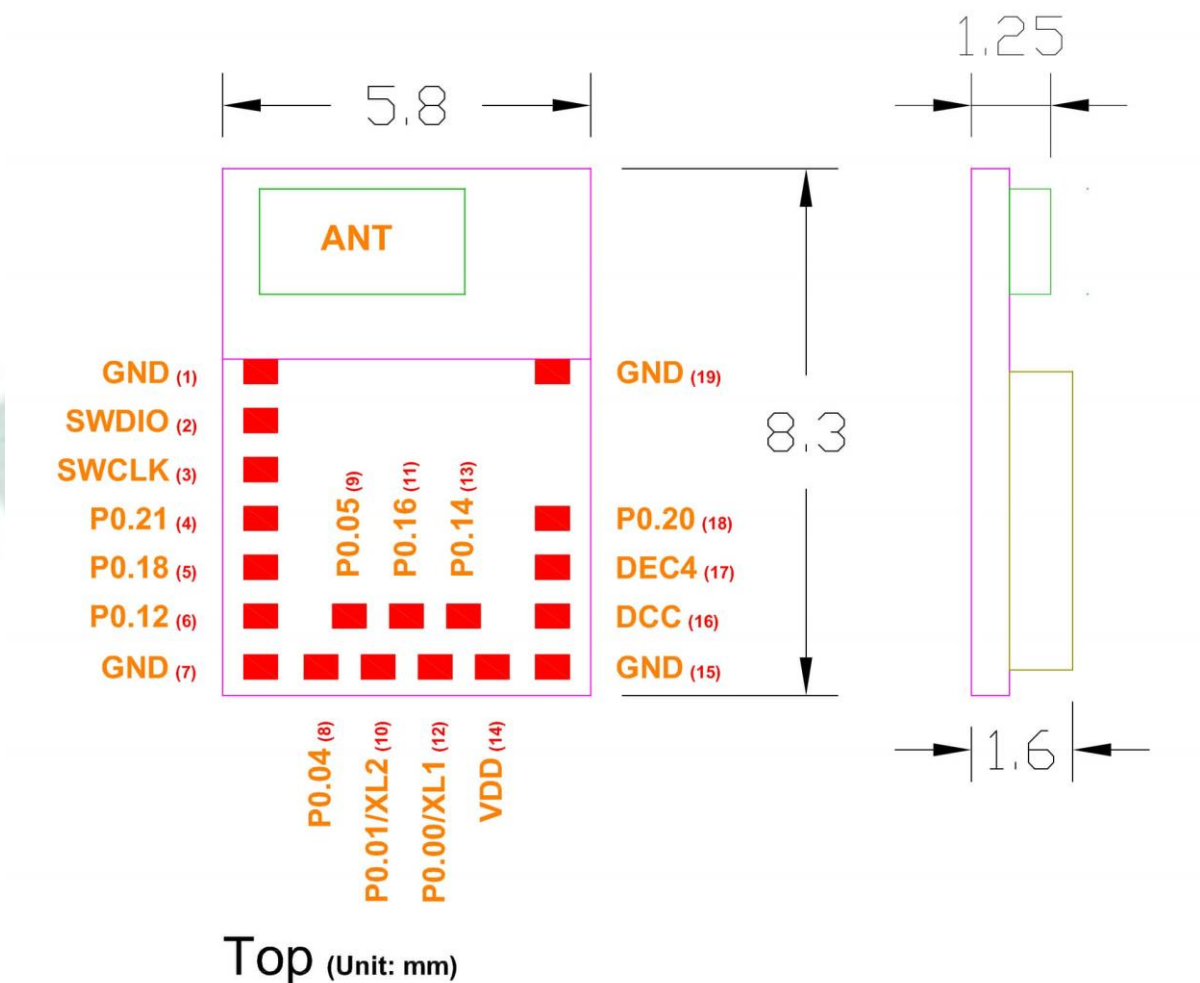 1.25
5.8
ANT
GND (1)
GND (19)
SWDIO (2)
8.3
SWCLK (3)
P0.05 (9)
P0.16 (11)
P0.14 (13)
P0.21 (4)
P0.20 (18)
P0.18 (5)
DEC4 (17)
P0.12 (6)
DCC (16)
GND (7)
GND (15)
P0.04 (8)
P0.01/XL2 (10)
P0.00/XL1 (12)
VDD (14)
1.6
Top (Unit: mm)